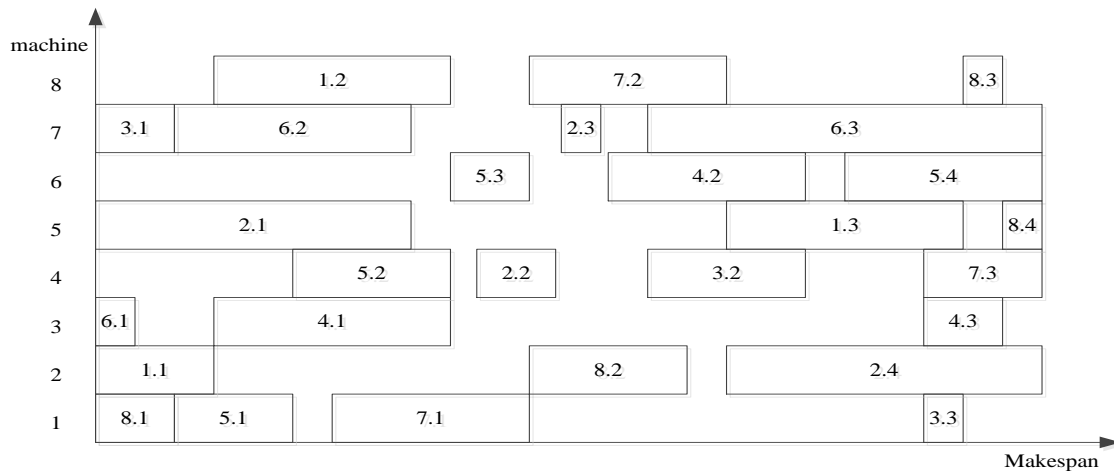 machine
8 1.2 7.2 8.3
7 3.1 6.2 2.3 6.3
6 5.3 4.2 5.4
5 2.1 1.3 8.4
4 5.2 2.2 3.2 7.3
3 6.1 4.1 4.3
2 1.1 8.2 2.4
1 8.1 5.1 7.1 3.3
Makespan